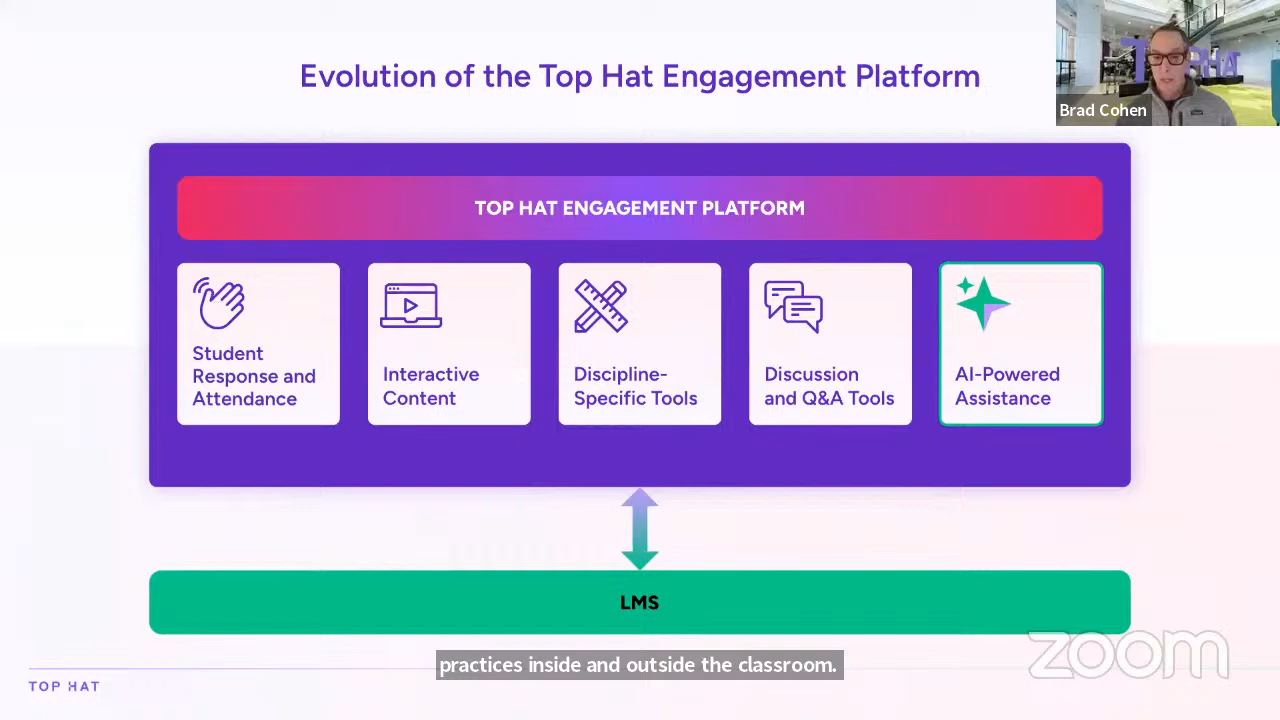 Evolution of the Top Hat Engagement Platform
Brad Cohen
TOP HAT ENGAGEMENT PLATFORM
Student
Response and
Attendance
Interactive
Content
Discipline-
Specific Tools
Discussion
and Q&A Tools
AI-Powered
Assistance
LMS
practices inside and outside the classroom.
zoom
TOP HAT